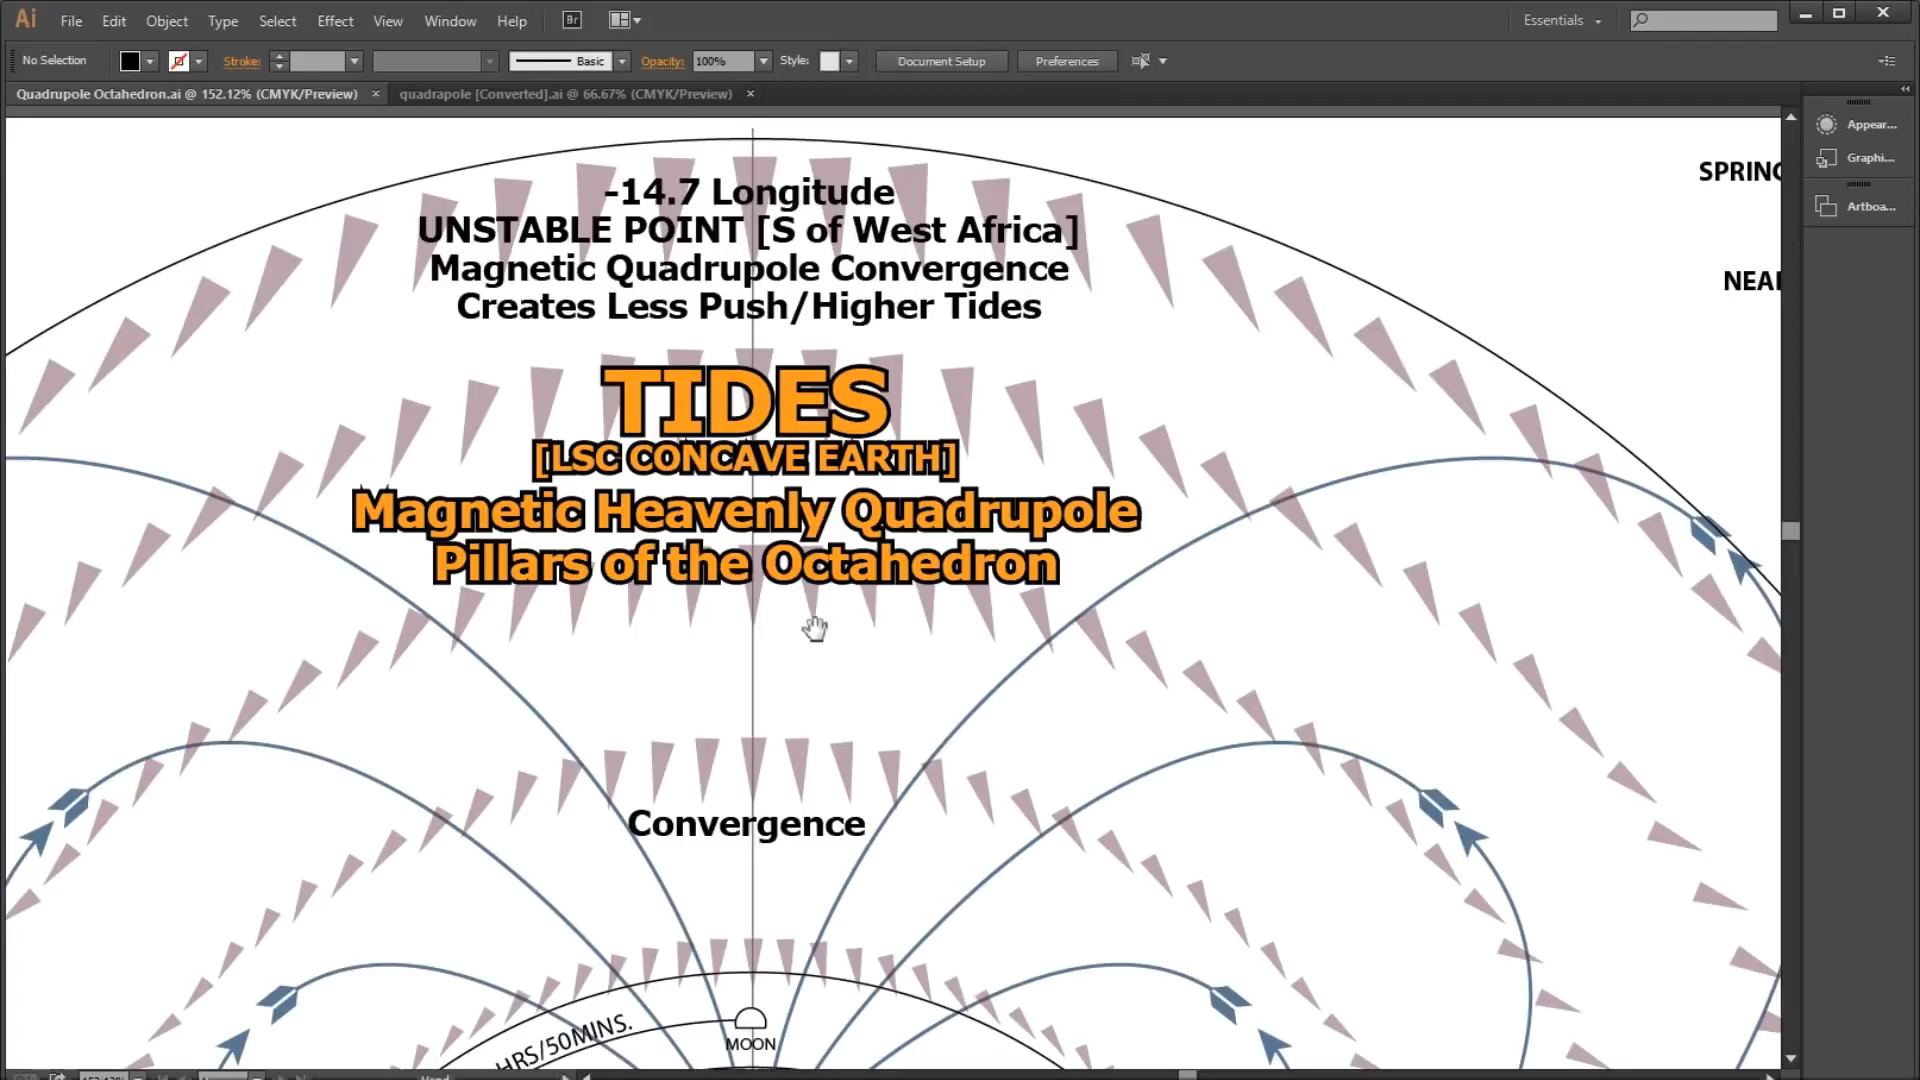 Ai File Edit Object Type Select Effect View Window Help Br Essentials
No Selection Stroke: Basic Opacity: 100% Style: Document Setup Preferences
Quadrupole Octahedron.ai @ 152.12% (CMYK/Preview) × quadrapole [Converted].ai @ 66.67% (CMYK/Preview) ×
Appear...
Graphi...
Artboa...
-14.7 Longitude
UNSTABLE POINT [S of West Africa]
Magnetic Quadrupole Convergence
Creates Less Push/Higher Tides
SPRING
NEA
TIDES
[LSC CONCAVE EARTH]
Magnetic Heavenly Quadrupole
Pillars of the Octahedron
Convergence
HRS/50MINS.
MOON